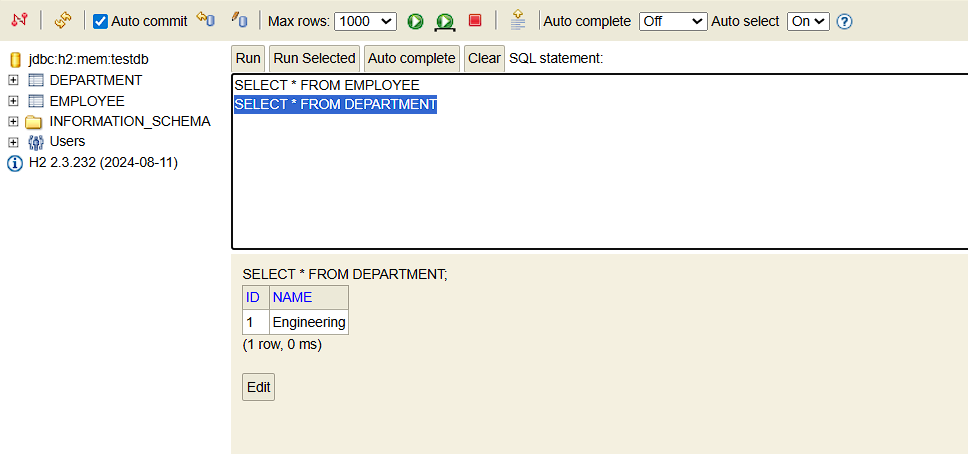 Auto commit Max rows: 1000 Auto complete Off Auto select On ?
jdbc:h2:mem:testdb
DEPARTMENT
EMPLOYEE
INFORMATION_SCHEMA
Users
H2 2.3.232 (2024-08-11)
Run Run Selected Auto complete Clear SQL statement:
SELECT * FROM EMPLOYEE
SELECT * FROM DEPARTMENT
SELECT * FROM DEPARTMENT;
ID NAME
1 Engineering
(1 row, 0 ms)
Edit